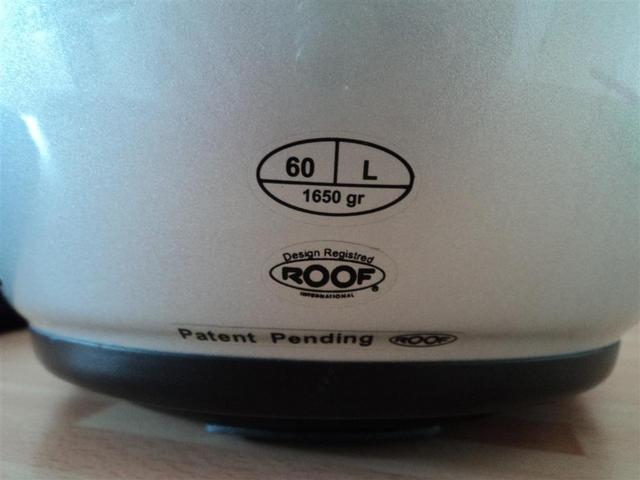 60 L
1650 gr
Design Registred
ROOF
INTERNATIONAL
Patent Pending ROOF